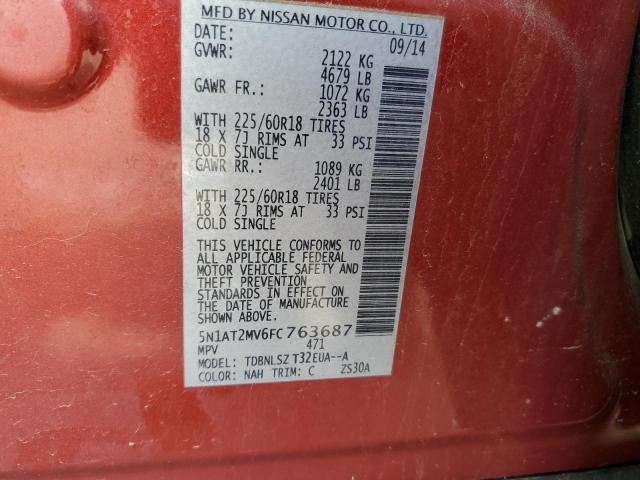 MFD BY NISSAN MOTOR CO., LTD.
DATE: 09/14
GVWR: 2122 KG
4679 LB
GAWR FR.: 1072 KG
2363 LB
WITH 225/60R18 TIRES
18 X 7J RIMS AT 33 PSI
COLD SINGLE
GAWR RR.: 1089 KG
2401 LB
WITH 225/60R18 TIRES
18 X 7J RIMS AT 33 PSI
COLD SINGLE
THIS VEHICLE CONFORMS TO
ALL APPLICABLE FEDERAL
MOTOR VEHICLE SAFETY AND
THEFT PREVENTION
STANDARDS IN EFFECT ON
THE DATE OF MANUFACTURE
SHOWN ABOVE.
5N1AT2MV6FC763687
MPV 471
MODEL: TDBNLSZ T32EUA--A
COLOR: NAH TRIM: C ZS30A